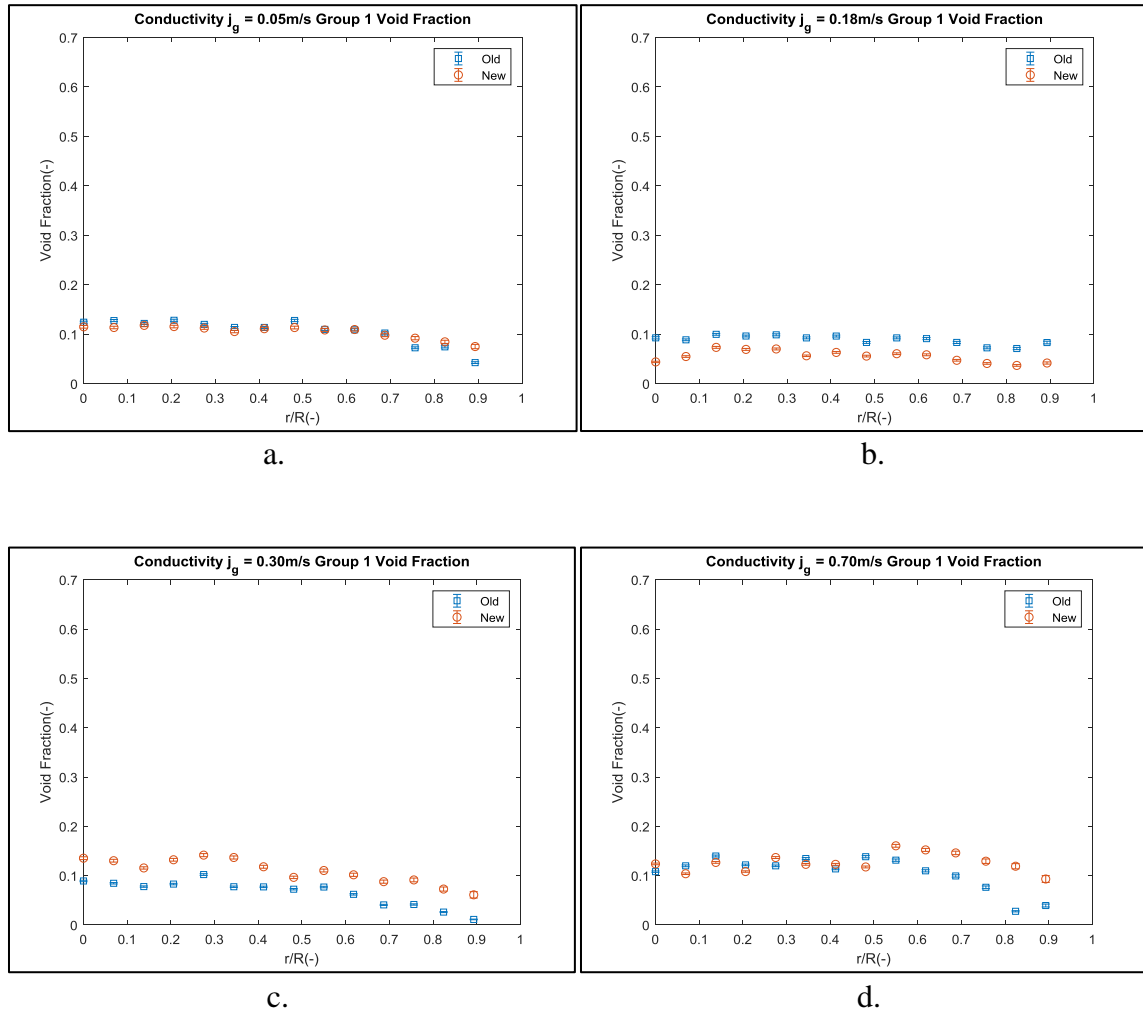 Conductivity j_g = 0.05m/s Group 1 Void Fraction
0.7
0.6
0.5
0.4
0.3
0.2
0.1
0
Void Fraction(-)
Old
New
0 0.1 0.2 0.3 0.4 0.5 0.6 0.7 0.8 0.9 1
r/R(-)
a.
Conductivity j_g = 0.18m/s Group 1 Void Fraction
0.7
0.6
0.5
0.4
0.3
0.2
0.1
0
Void Fraction(-)
Old
New
0 0.1 0.2 0.3 0.4 0.5 0.6 0.7 0.8 0.9 1
r/R(-)
b.
Conductivity j_g = 0.30m/s Group 1 Void Fraction
0.7
0.6
0.5
0.4
0.3
0.2
0.1
0
Void Fraction(-)
Old
New
0 0.1 0.2 0.3 0.4 0.5 0.6 0.7 0.8 0.9 1
r/R(-)
c.
Conductivity j_g = 0.70m/s Group 1 Void Fraction
0.7
0.6
0.5
0.4
0.3
0.2
0.1
0
Void Fraction(-)
Old
New
0 0.1 0.2 0.3 0.4 0.5 0.6 0.7 0.8 0.9 1
r/R(-)
d.